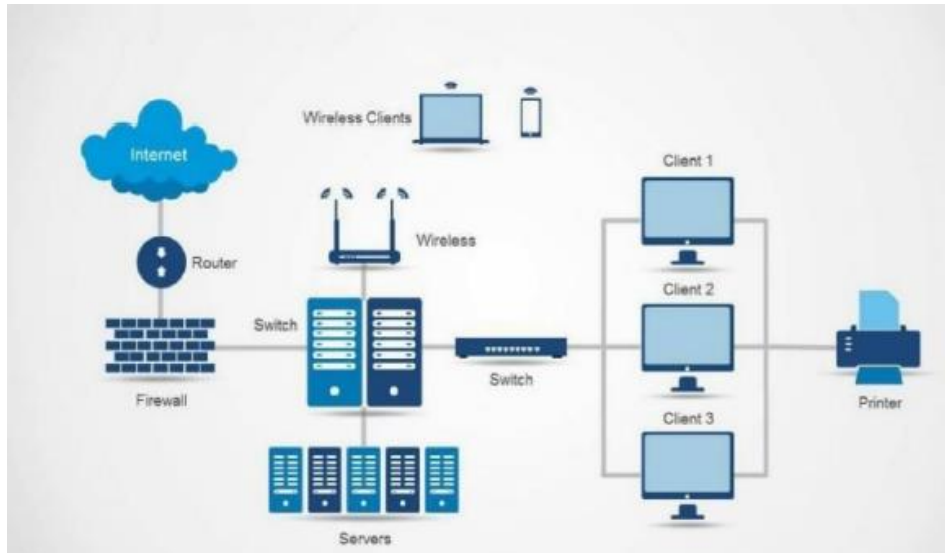 Wireless Clients
Internet
Client 1
Wireless
Router
Client 2
Switch
Switch
Firewall
Printer
Client 3
Servers